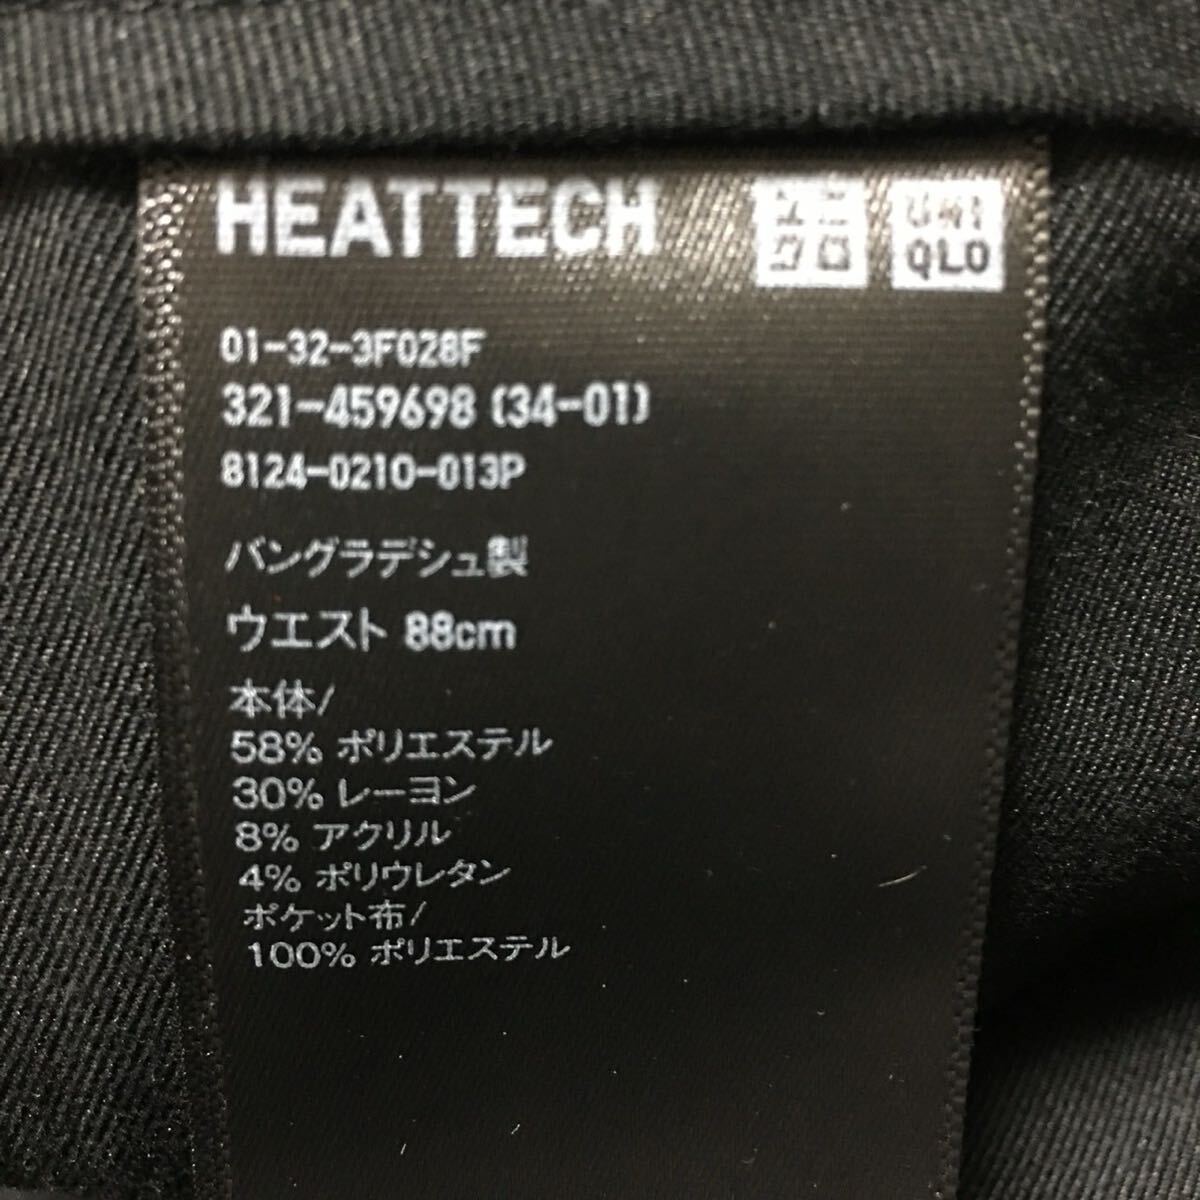 HEATTECH ユニクロ UNIQLO
01-32-3F028F
321-459698 (34-01)
8124-0210-013P
バングラデシュ製
ウエスト 88cm
本体/
58% ポリエステル
30% レーヨン
8% アクリル
4% ポリウレタン
ポケット布/
100% ポリエステル